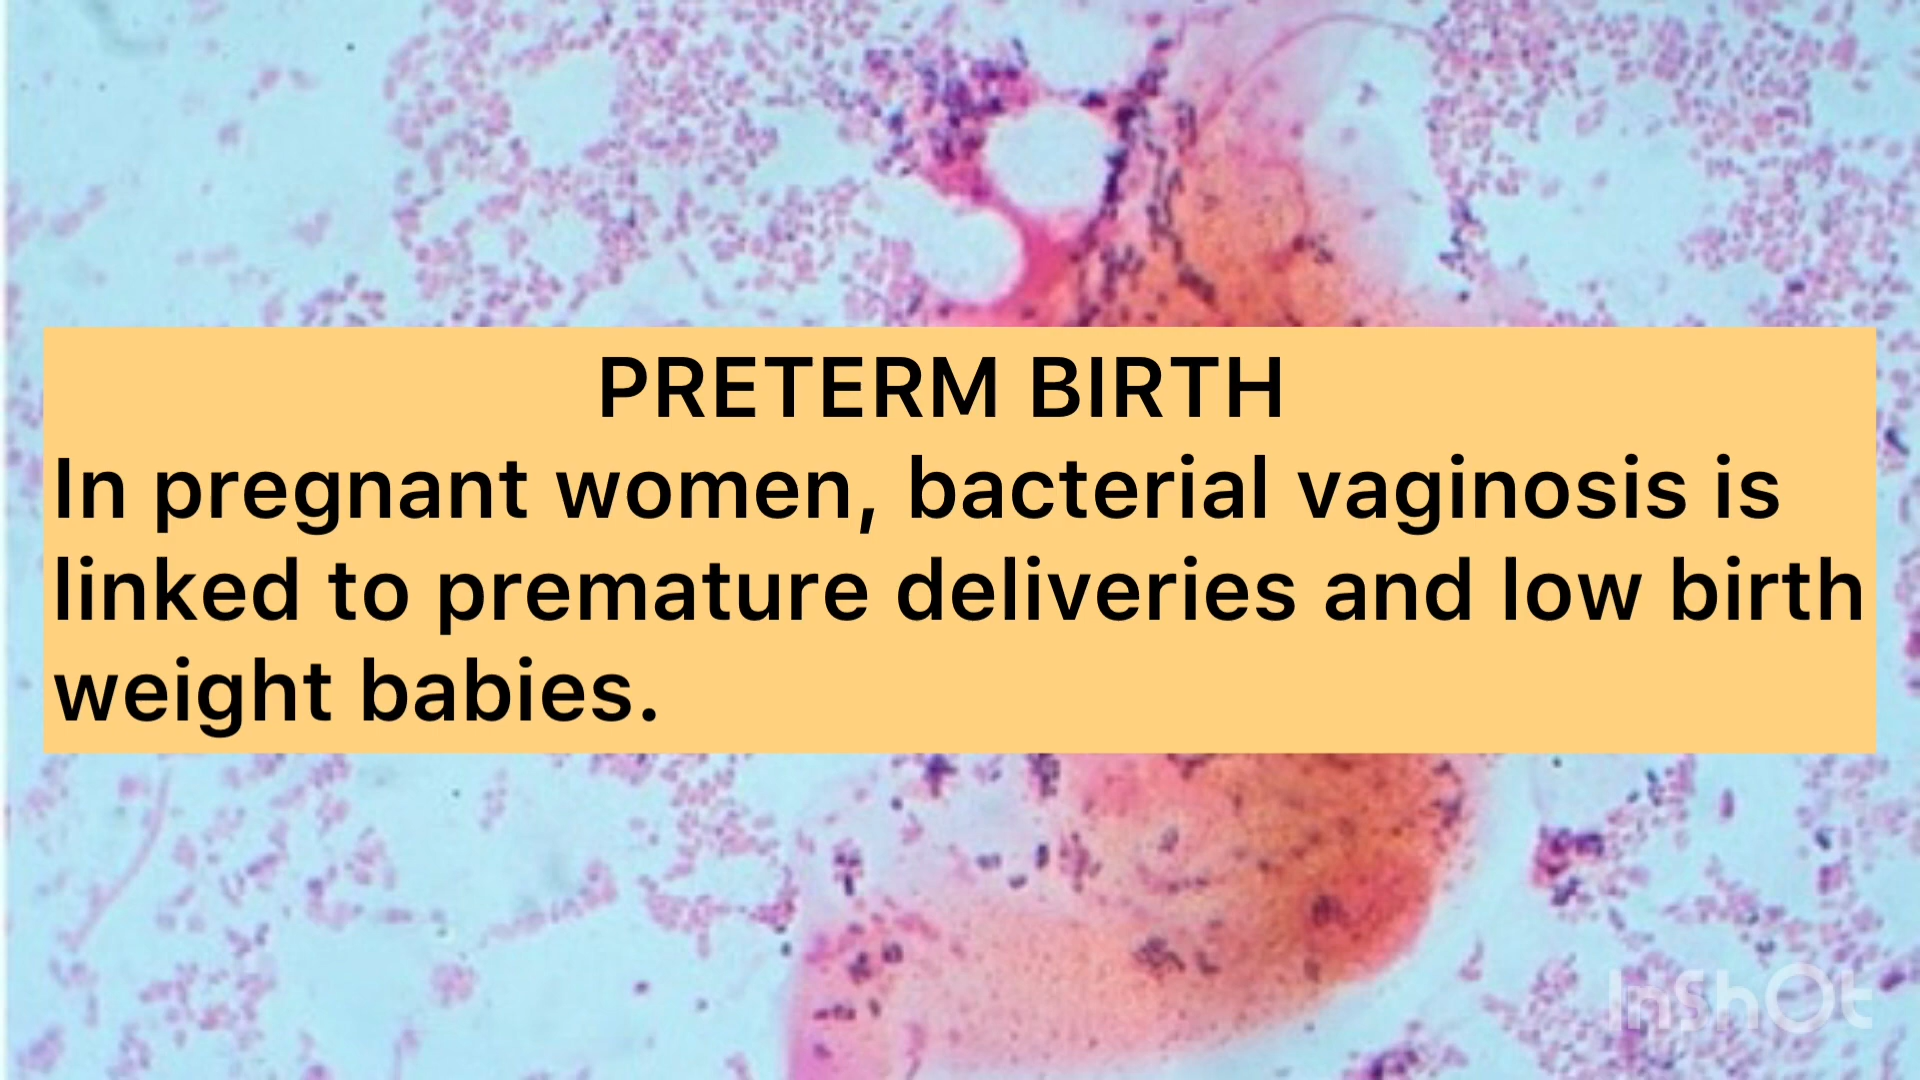 PRETERM BIRTH
In pregnant women, bacterial vaginosis is
linked to premature deliveries and low birth
weight babies.
InShOt